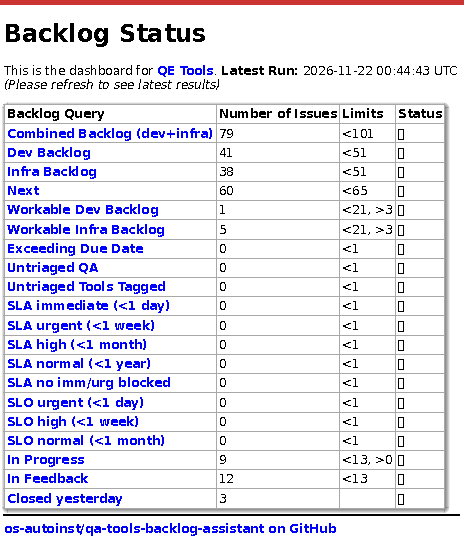 Backlog Status
This is the dashboard for QE Tools. Latest Run: 2026-11-22 00:44:43 UTC
(Please refresh to see latest results)
Backlog Query Number of Issues Limits Status
Combined Backlog (dev+infra) 79 <101
Dev Backlog 41 <51
Infra Backlog 38 <51
Next 60 <65
Workable Dev Backlog 1 <21, >3
Workable Infra Backlog 5 <21, >3
Exceeding Due Date 0 <1
Untriaged QA 0 <1
Untriaged Tools Tagged 0 <1
SLA immediate (<1 day) 0 <1
SLA urgent (<1 week) 0 <1
SLA high (<1 month) 0 <1
SLA normal (<1 year) 0 <1
SLA no imm/urg blocked 0 <1
SLO urgent (<1 day) 0 <1
SLO high (<1 week) 0 <1
SLO normal (<1 month) 0 <1
In Progress 9 <13, >0
In Feedback 12 <13
Closed yesterday 3
os-autoinst/qa-tools-backlog-assistant on GitHub